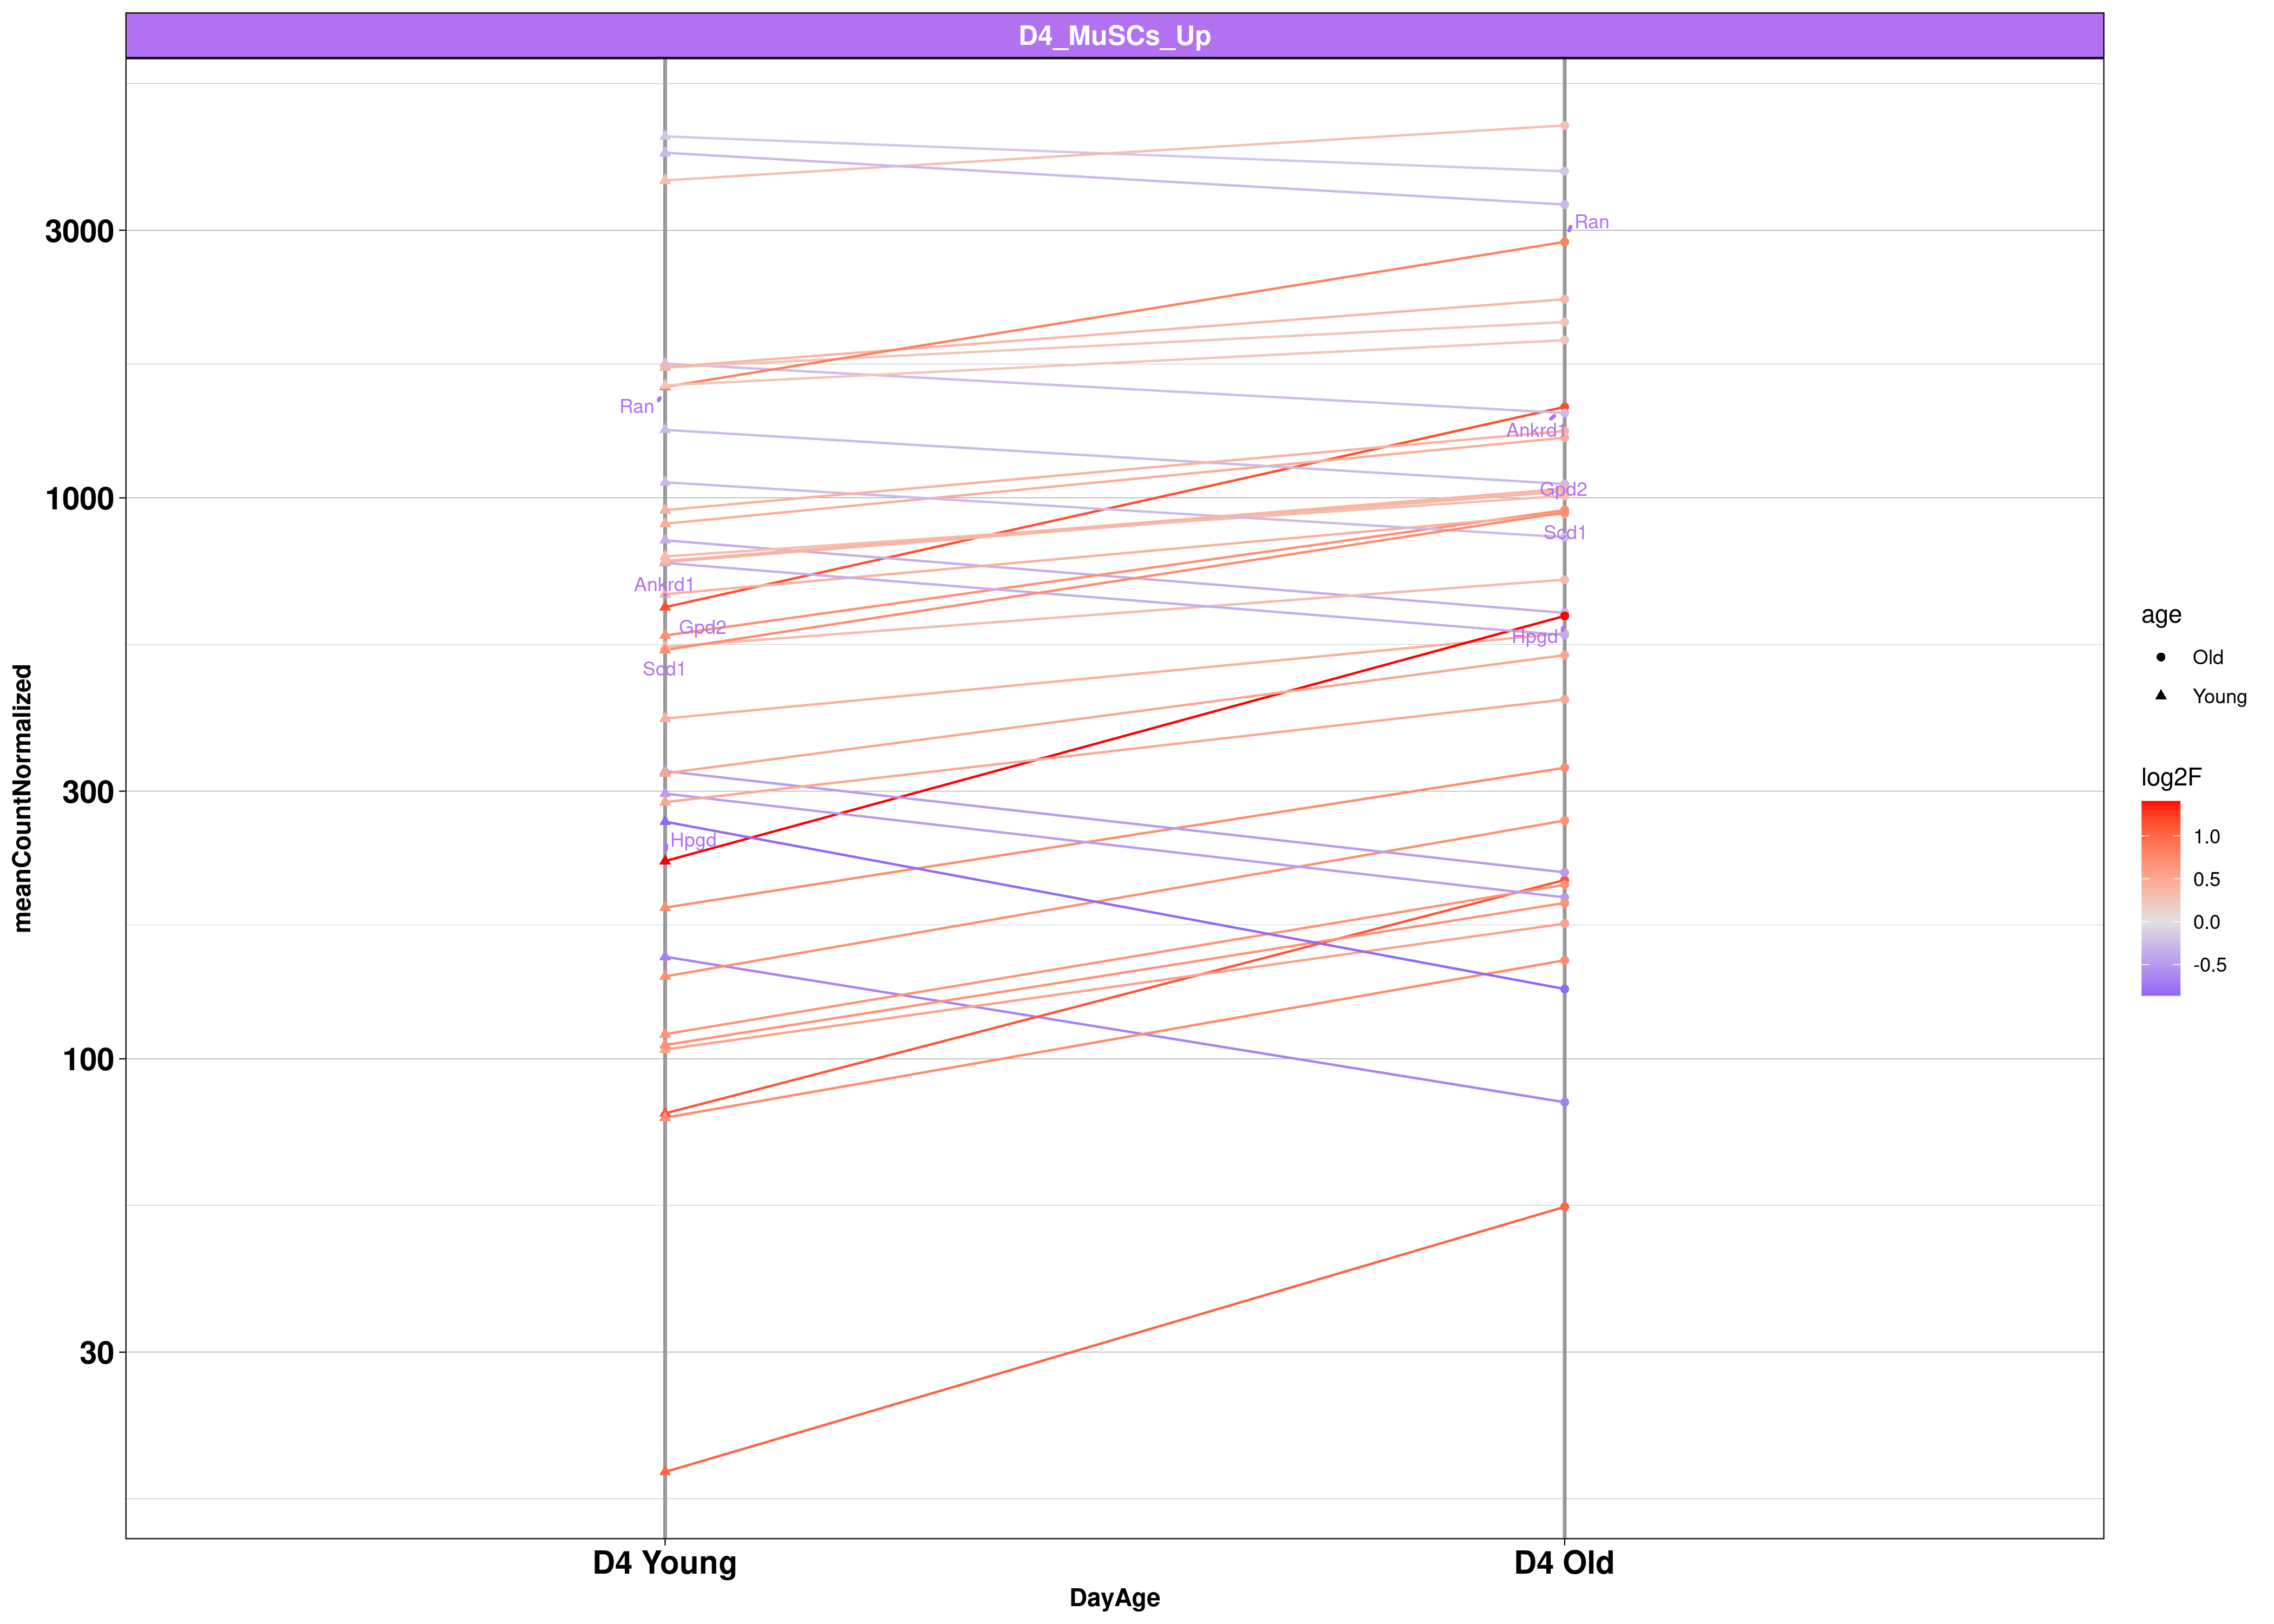 D4_MuSCs_Up
meanCountNormalized
3000
1000
300
100
30
Ran
Ankrd1
Gpd2
Scd1
Hpgd
Ran
Ankrd1
Gpd2
Scd1
Hpgd
D4 Young
D4 Old
DayAge
age
Old
Young
log2F
1.0
0.5
0.0
-0.5